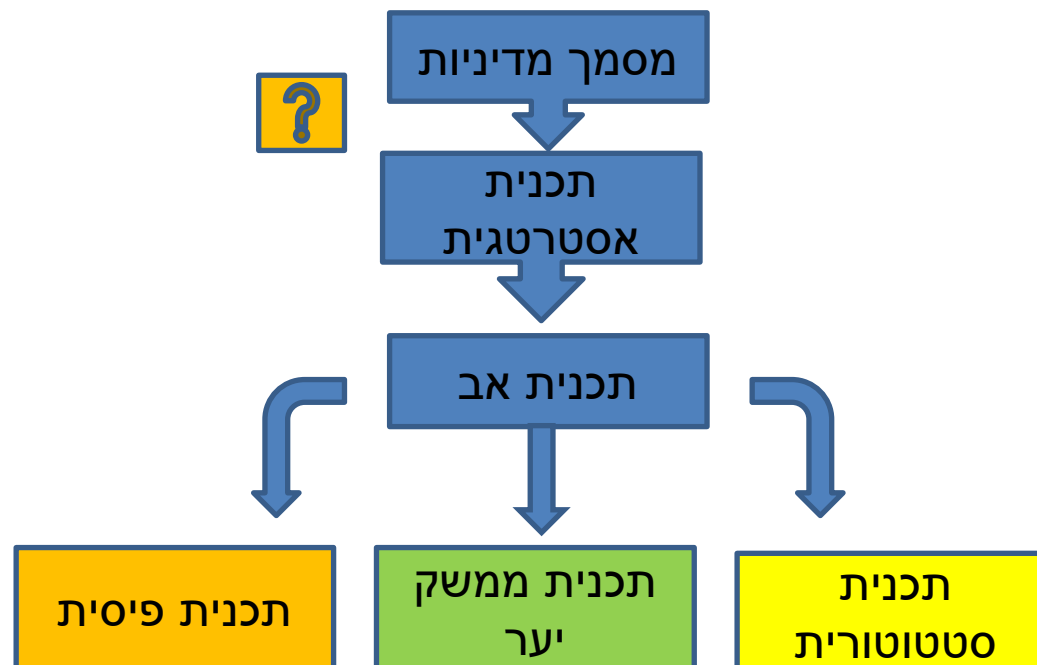 מסמך מדיניות
?
תכנית
אסטרטגית
תכנית אב
תכנית
סטטוטורית
תכנית ממשק
יער
תכנית פיסית